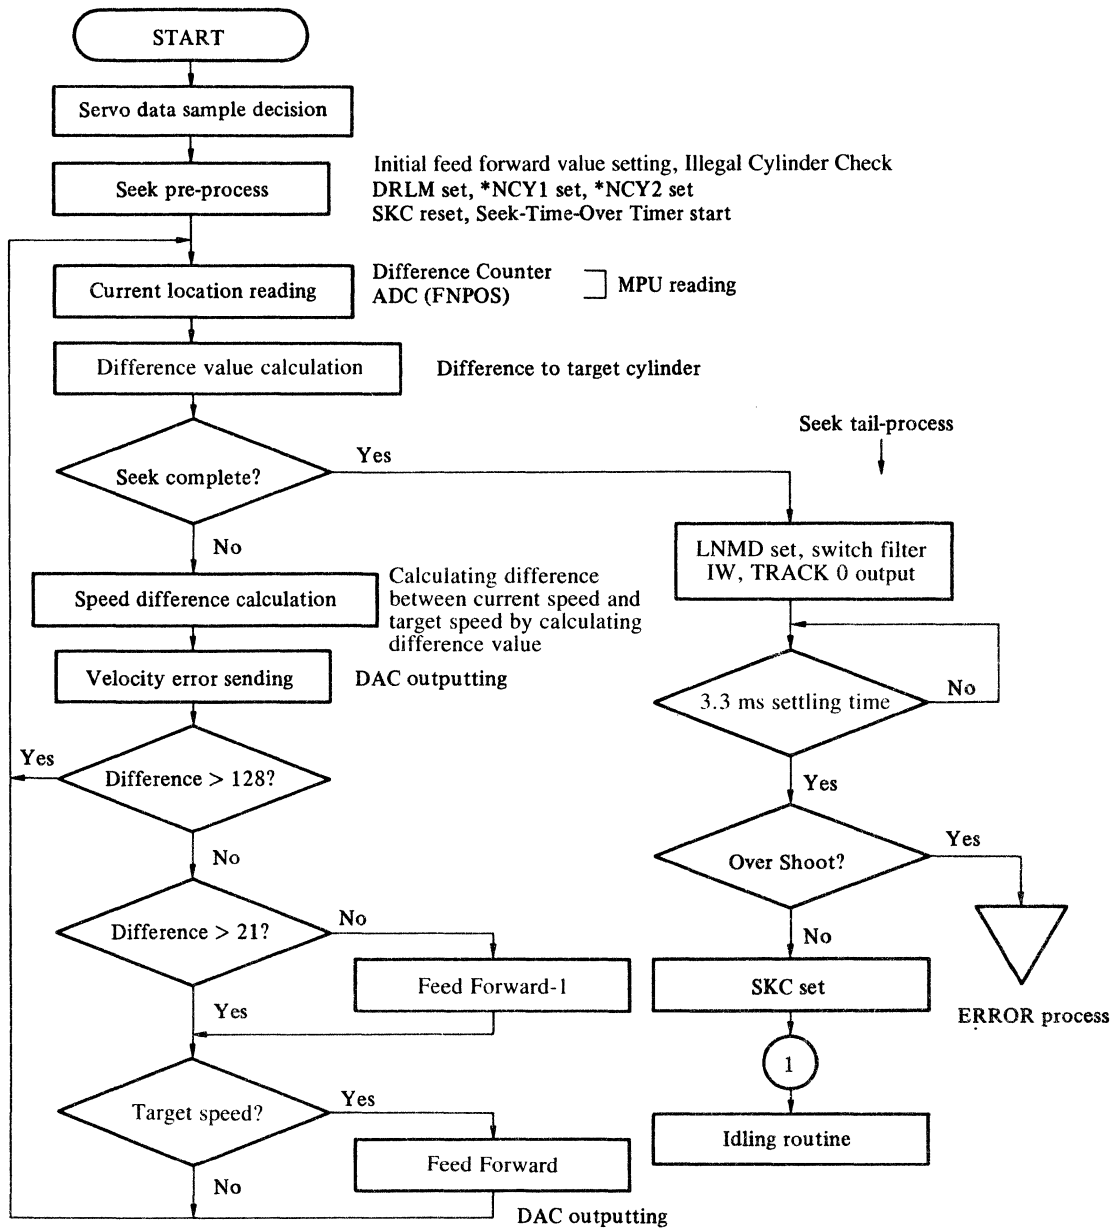 START
Servo data sample decision
Seek pre-process
Initial feed forward value setting, Illegal Cylinder Check
DRLM set, *NCY1 set, *NCY2 set
SKC reset, Seek-Time-Over Timer start
Current location reading
Difference Counter
ADC (FNPOS)
MPU reading
Difference value calculation
Difference to target cylinder
Seek complete?
Yes
No
Speed difference calculation
Calculating difference
between current speed and
target speed by calculating
difference value
Velocity error sending
DAC outputting
Difference > 128?
Yes
No
Difference > 21?
No
Yes
Feed Forward-1
Target speed?
Yes
No
Feed Forward
DAC outputting
Seek tail-process
LNMD set, switch filter
IW, TRACK 0 output
3.3 ms settling time
No
Yes
Over Shoot?
Yes
No
ERROR process
SKC set
1
Idling routine